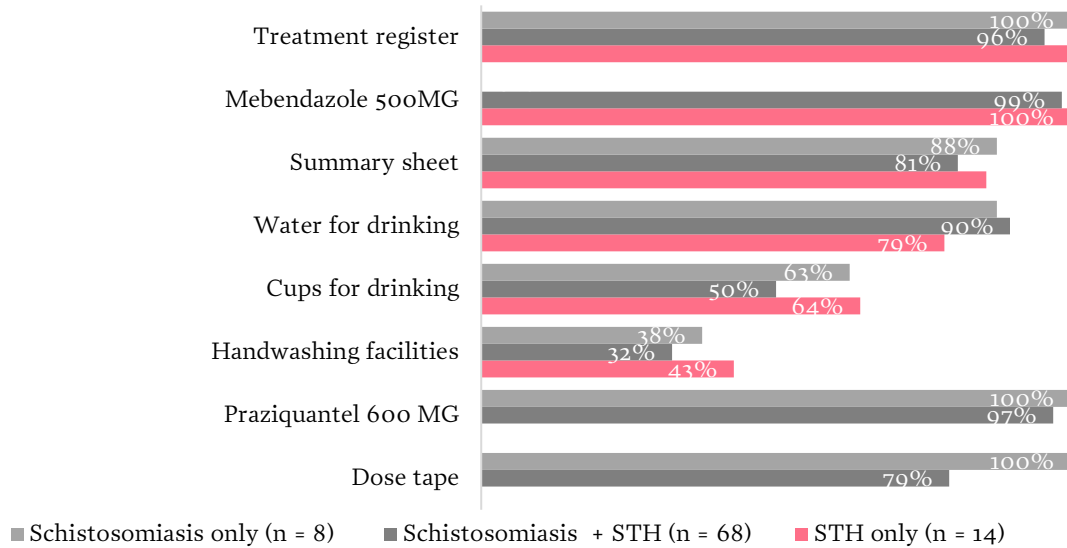 Treatment register
100%
96%
Mebendazole 500MG
99%
100%
Summary sheet
88%
81%
Water for drinking
90%
79%
Cups for drinking
63%
50%
64%
Handwashing facilities
38%
32%
43%
Praziquantel 600 MG
100%
97%
Dose tape
100%
79%
Schistosomiasis only (n = 8) Schistosomiasis + STH (n = 68) STH only (n = 14)